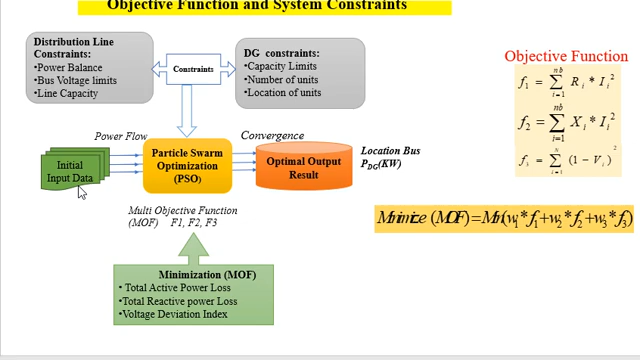 Objective Function and System Constraints
Distribution Line
Constraints:
•Power Balance
•Bus Voltage limits
•Line Capacity
Constraints
DG constraints:
•Capacity Limits
•Number of units
•Location of units
Objective Function
f₁ = ∑ᵢ₌₁ⁿᵇ Rᵢ * Iᵢ²
f₂ = ∑ᵢ₌₁ⁿᵇ Xᵢ * Iᵢ²
f₃ = ∑ᵢ₌₁ᴺ (1 − Vᵢ)²
Power Flow
Convergence
Initial
Input Data
Particle Swarm
Optimization
(PSO)
Optimal Output
Result
Location Bus
P_DG(KW)
Multi Objective Function
(MOF) F1, F2, F3
Minimize (MOF)=Min(w₁*f₁+w₂*f₂+w₃*f₃)
Minimization (MOF)
• Total Active Power Loss
•Total Reactive power Loss
•Voltage Deviation Index